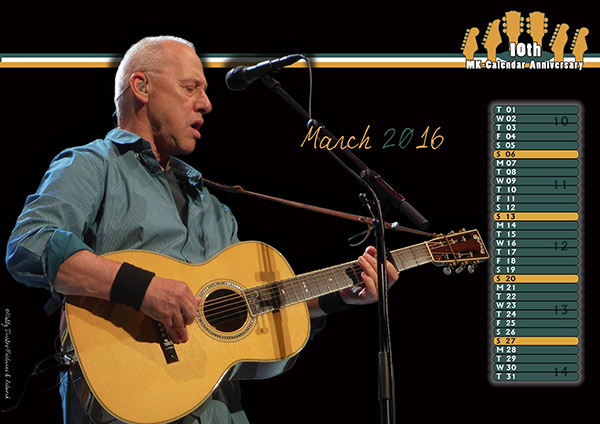 10th
MK-Calendar Anniversary
March 2016
T 01
W 02
T 03
F 04
S 05
S 06
M 07
T 08
W 09
T 10
F 11
S 12
S 13
M 14
T 15
W 16
T 17
F 18
S 19
S 20
M 21
T 22
W 23
T 24
F 25
S 26
S 27
M 28
T 29
W 30
T 31
10
11
12
13
14